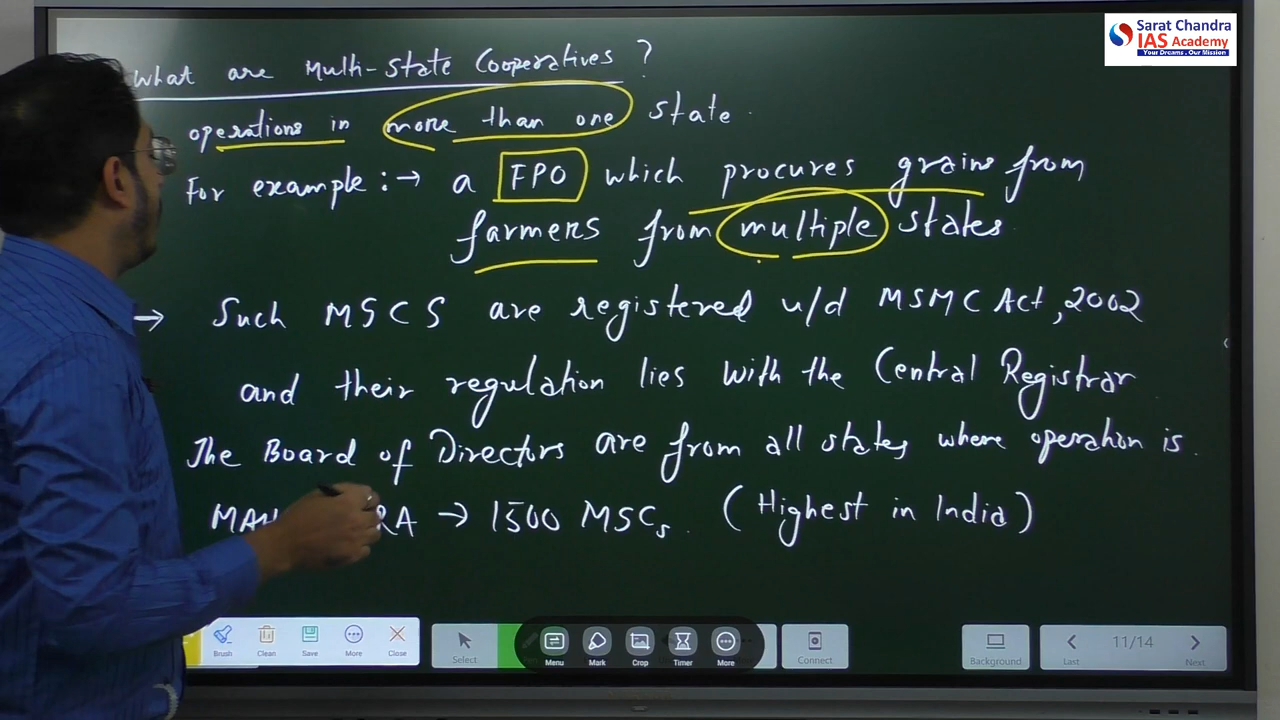 Sarat Chandra
IAS Academy
Your Dreams . Our Mission
What are Multi-State Cooperatives ?
operations in more than one state.
For example :→ a FPO which procures grains from
farmers from multiple states.
→ Such MSCS are registered u/d MSMC Act, 2002
and their regulation lies with the Central Registrar
The Board of Directors are from all states where operation is.
→ 1500 MSCs. (Highest in India)
Brush Clean Save More Close
Select
Menu Mark Crop Timer More
Connect
Background
Last 11/14 Next